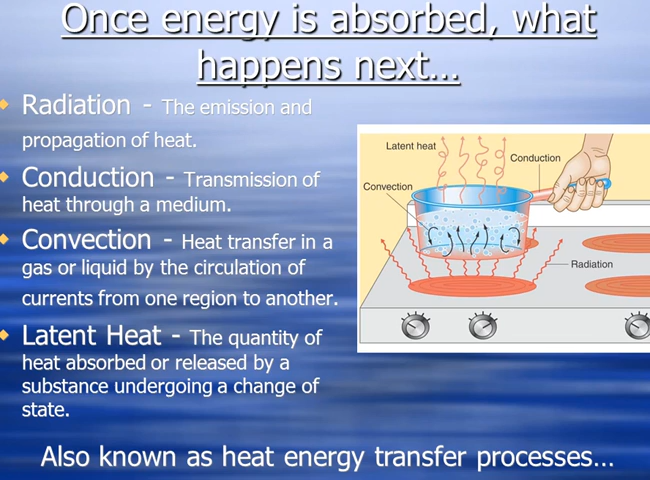 Once energy is absorbed, what
happens next...
Radiation - The emission and
propagation of heat.
Conduction - Transmission of
heat through a medium.
Convection - Heat transfer in a
gas or liquid by the circulation of
currents from one region to another.
Latent Heat - The quantity of
heat absorbed or released by a
substance undergoing a change of
state.
Latent heat
Conduction
Convection
Radiation
Also known as heat energy transfer processes...